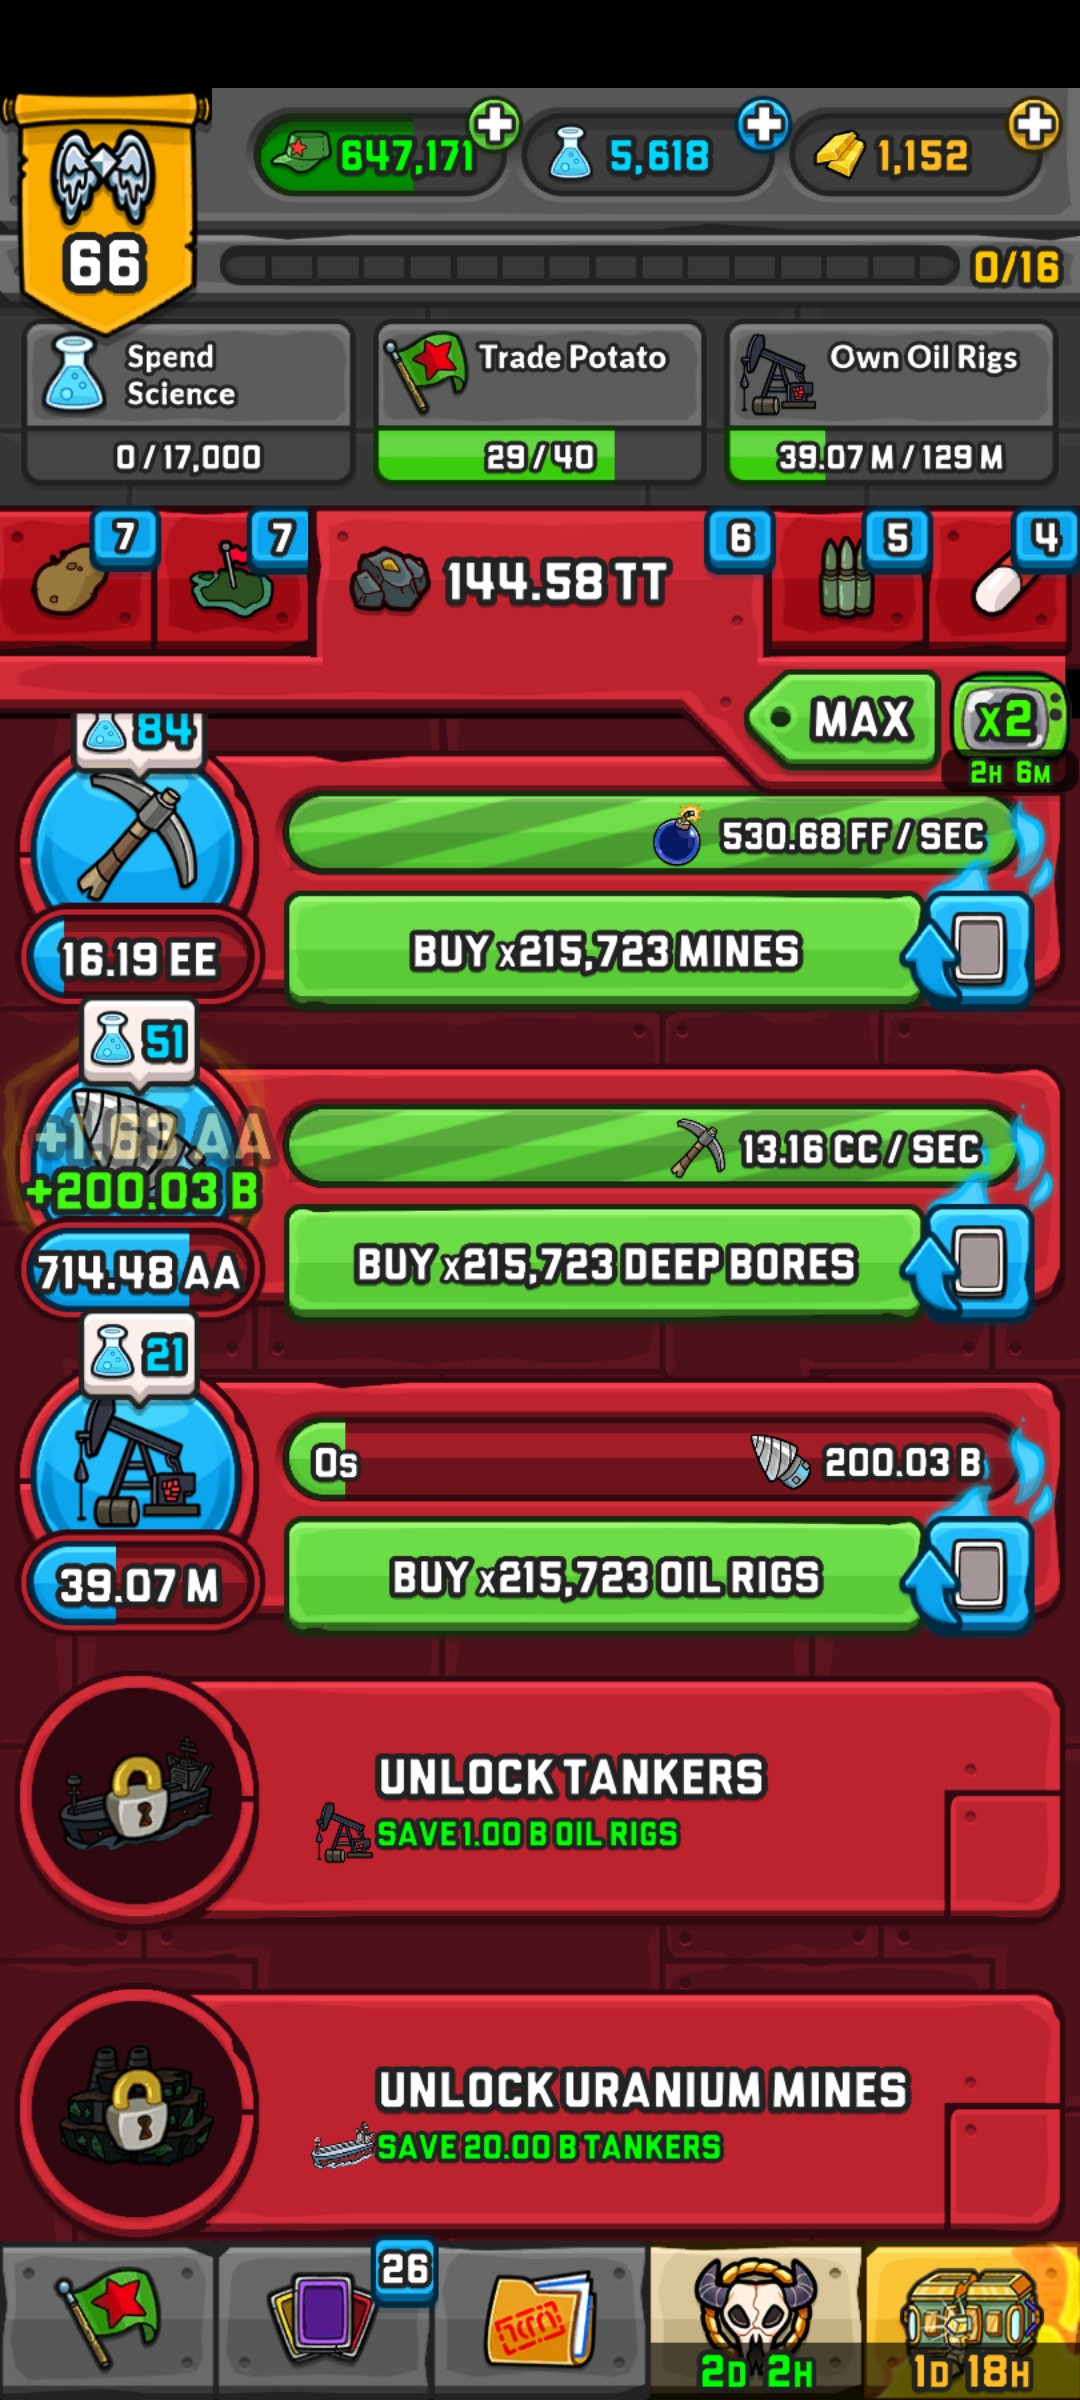 66
647,171
5,618
1,152
0/16
Spend
Science
0 / 17,000
Trade Potato
29 / 40
Own Oil Rigs
39.07 M / 129 M
7
7
144.58 TT
6
5
4
MAX
X2
2H 6M
84
530.68 FF / SEC
16.19 EE
BUY x215,723 MINES
51
+1.63 AA
+200.03 B
13.16 CC / SEC
714.48 AA
BUY x215,723 DEEP BORES
21
0s
200.03 B
39.07 M
BUY x215,723 OIL RIGS
UNLOCK TANKERS
SAVE 1.00 B OIL RIGS
UNLOCK URANIUM MINES
SAVE 20.00 B TANKERS
26
2D 2H
1D 18H